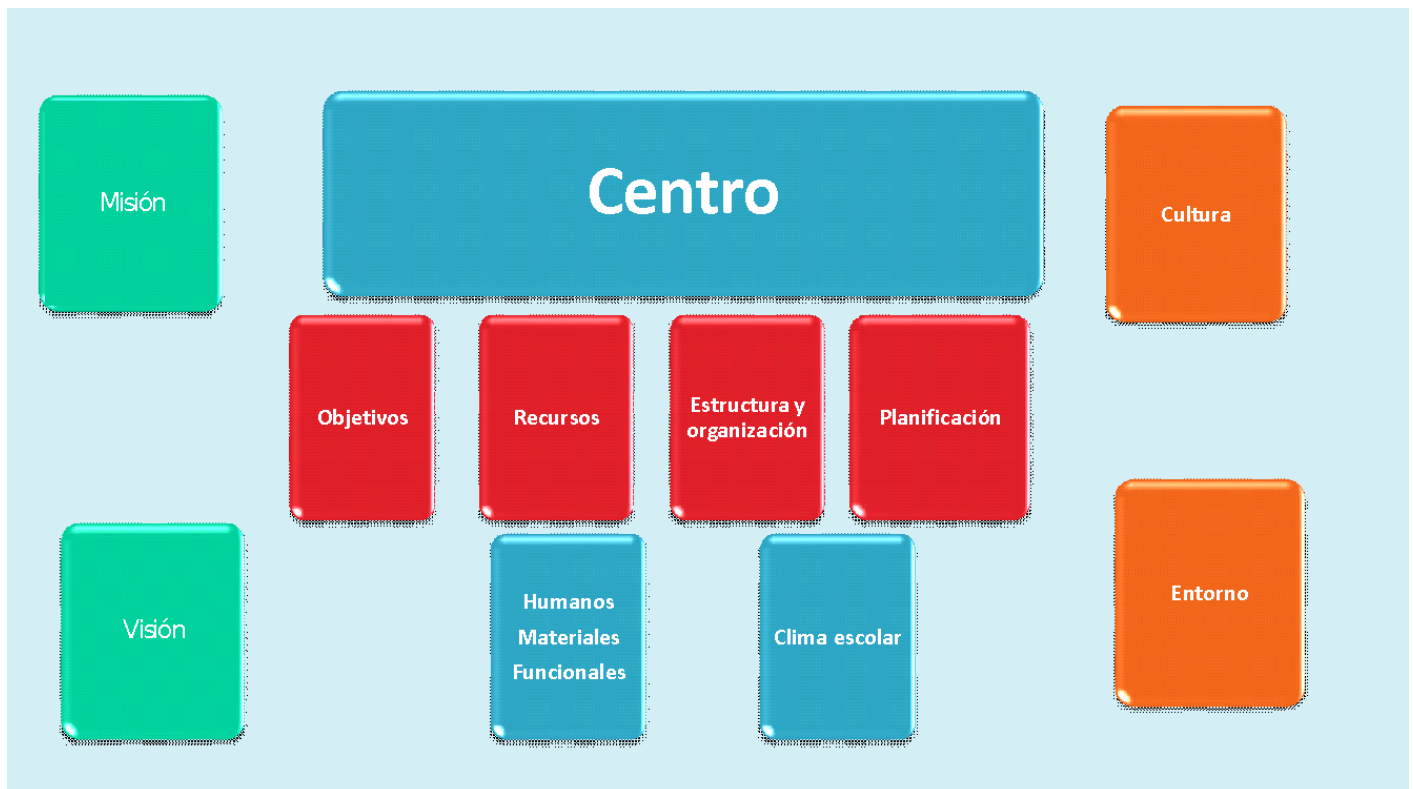 Misión
Centro
Cultura
Objetivos
Recursos
Estructura y
organización
Planificación
Visión
Humanos
Materiales
Funcionales
Clima escolar
Entorno